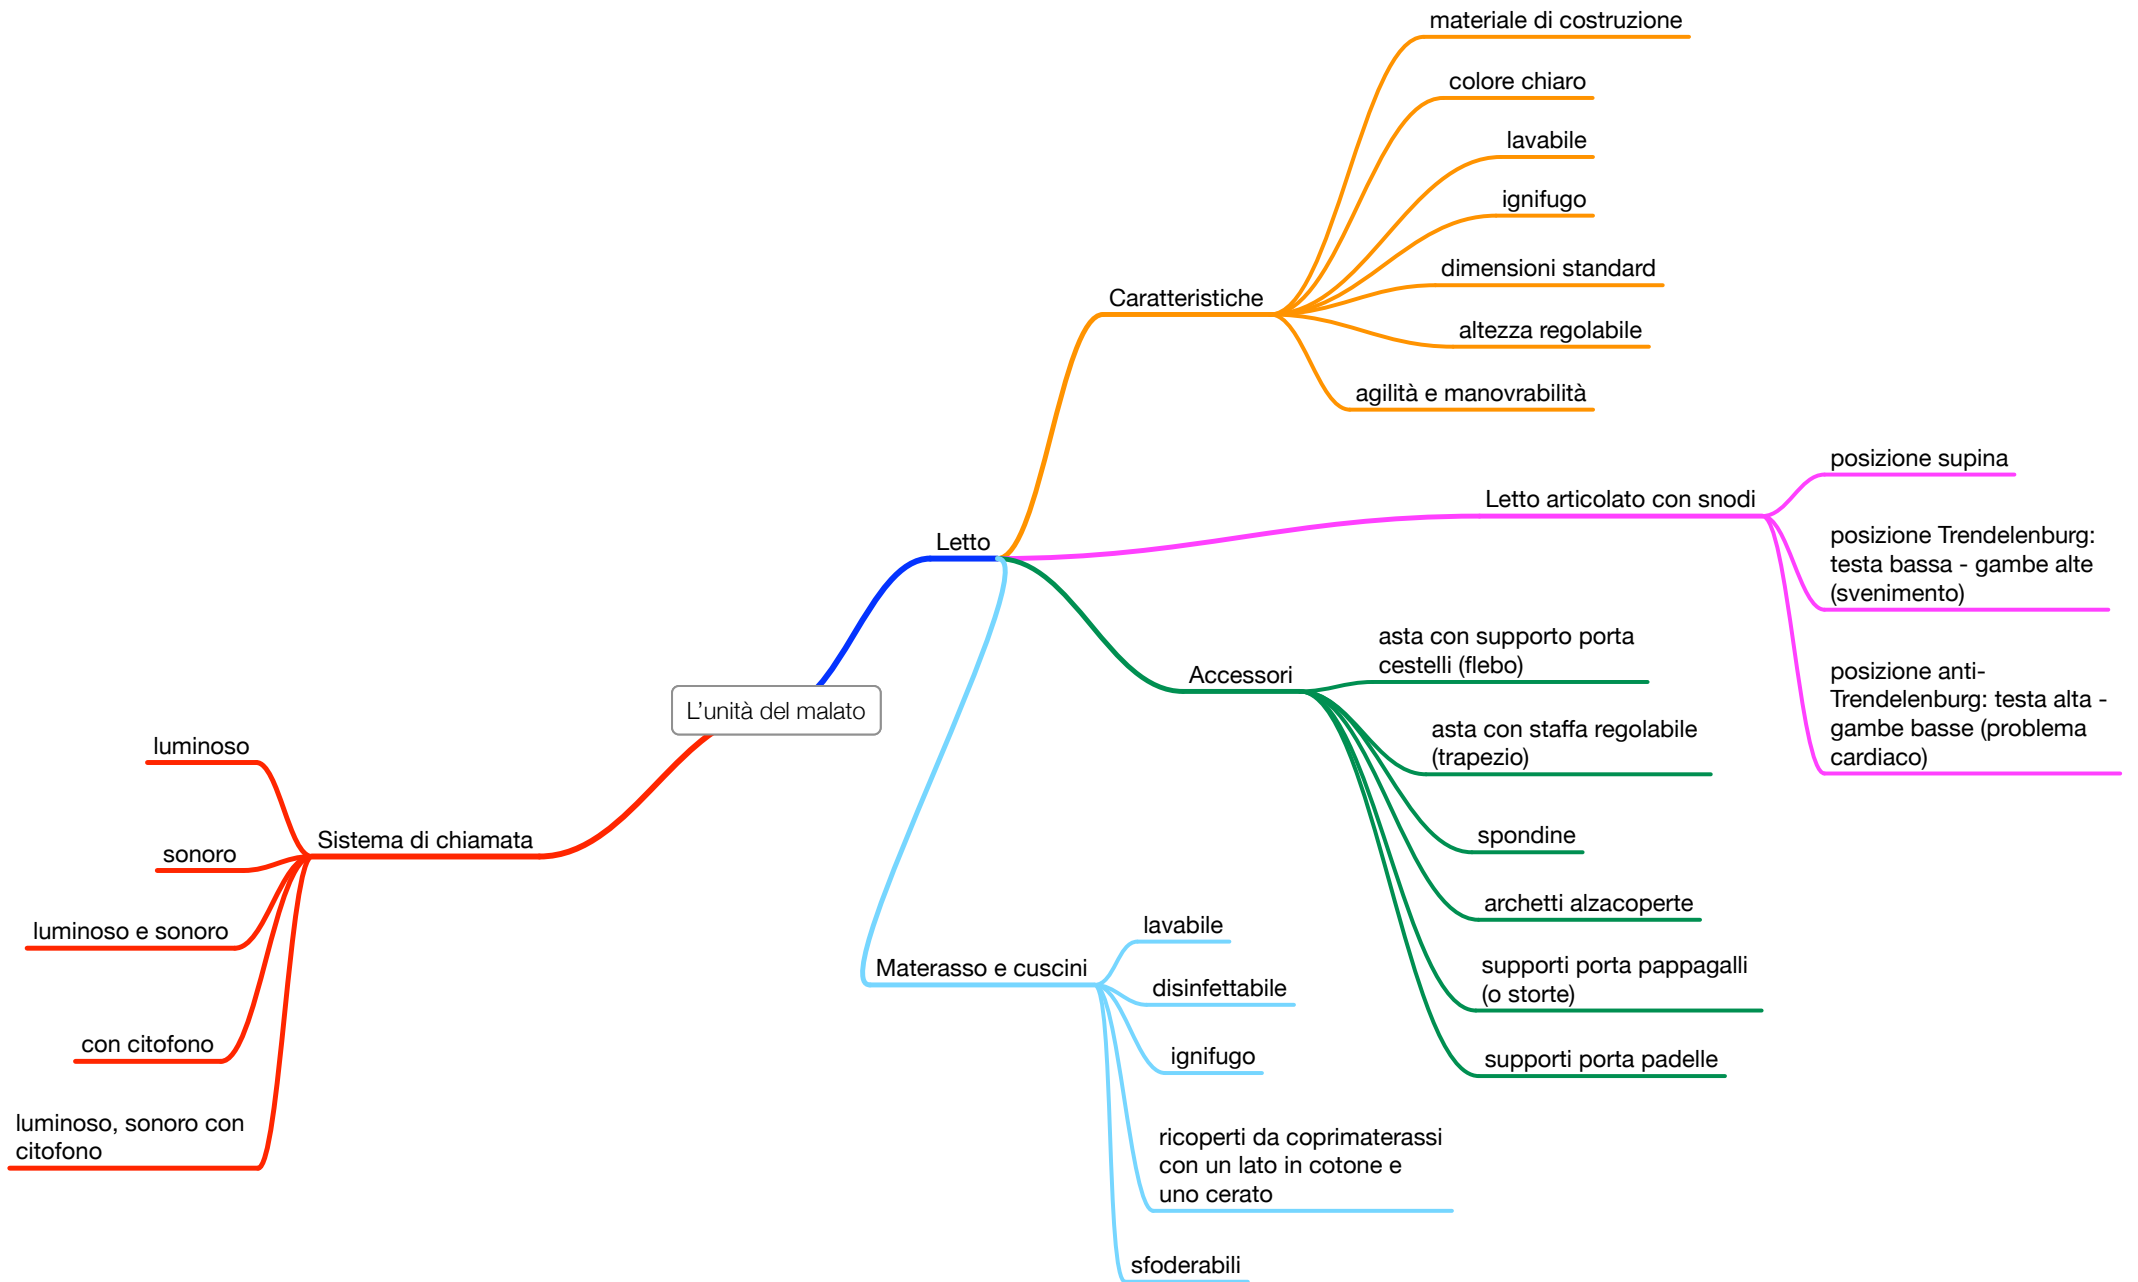 L'unità del malato
Letto
Caratteristiche
materiale di costruzione
colore chiaro
lavabile
ignifugo
dimensioni standard
altezza regolabile
agilità e manovrabilità
Letto articolato con snodi
posizione supina
posizione Trendelenburg:
testa bassa - gambe alte
(svenimento)
posizione anti-
Trendelenburg: testa alta -
gambe basse (problema
cardiaco)
Accessori
asta con supporto porta
cestelli (flebo)
asta con staffa regolabile
(trapezio)
spondine
archetti alzacoperte
supporti porta pappagalli
(o storte)
supporti porta padelle
Materasso e cuscini
lavabile
disinfettabile
ignifugo
ricoperti da coprimaterassi
con un lato in cotone e
uno cerato
sfoderabili
Sistema di chiamata
luminoso
sonoro
luminoso e sonoro
con citofono
luminoso, sonoro con
citofono